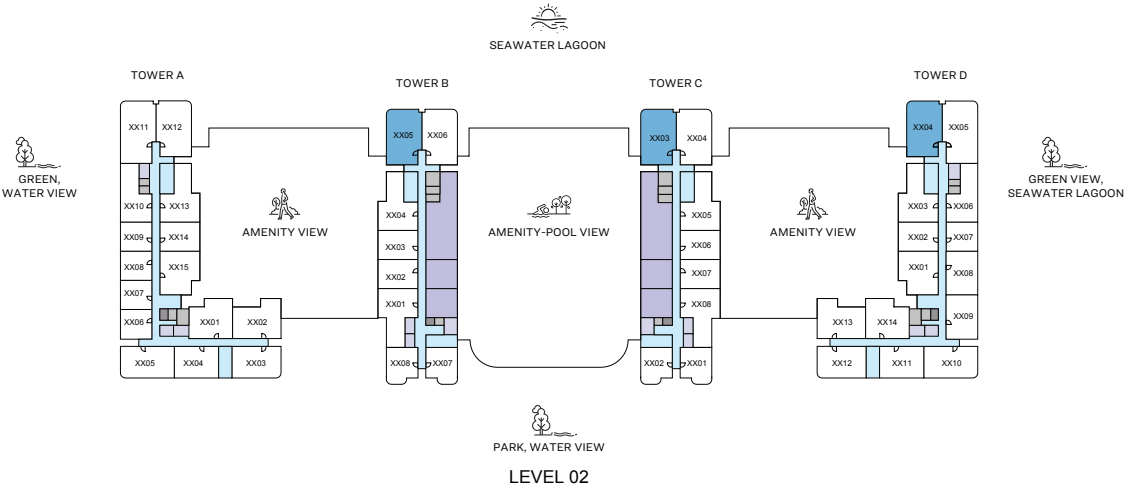 SEAWATER LAGOON
TOWER A
TOWER B
TOWER C
TOWER D
XX11
XX12
XX05
XX06
XX03
XX04
XX04
XX05
GREEN,
WATER VIEW
GREEN VIEW,
SEAWATER LAGOON
XX10
XX13
XX09
XX14
XX08
XX15
XX07
XX06
XX01
XX02
XX05
XX04
XX03
AMENITY VIEW
XX04
XX03
XX02
XX01
XX08
XX07
AMENITY-POOL VIEW
XX05
XX06
XX07
XX08
XX02
XX01
AMENITY VIEW
XX03
XX06
XX02
XX07
XX01
XX08
XX09
XX13
XX14
XX12
XX11
XX10
PARK, WATER VIEW
LEVEL 02